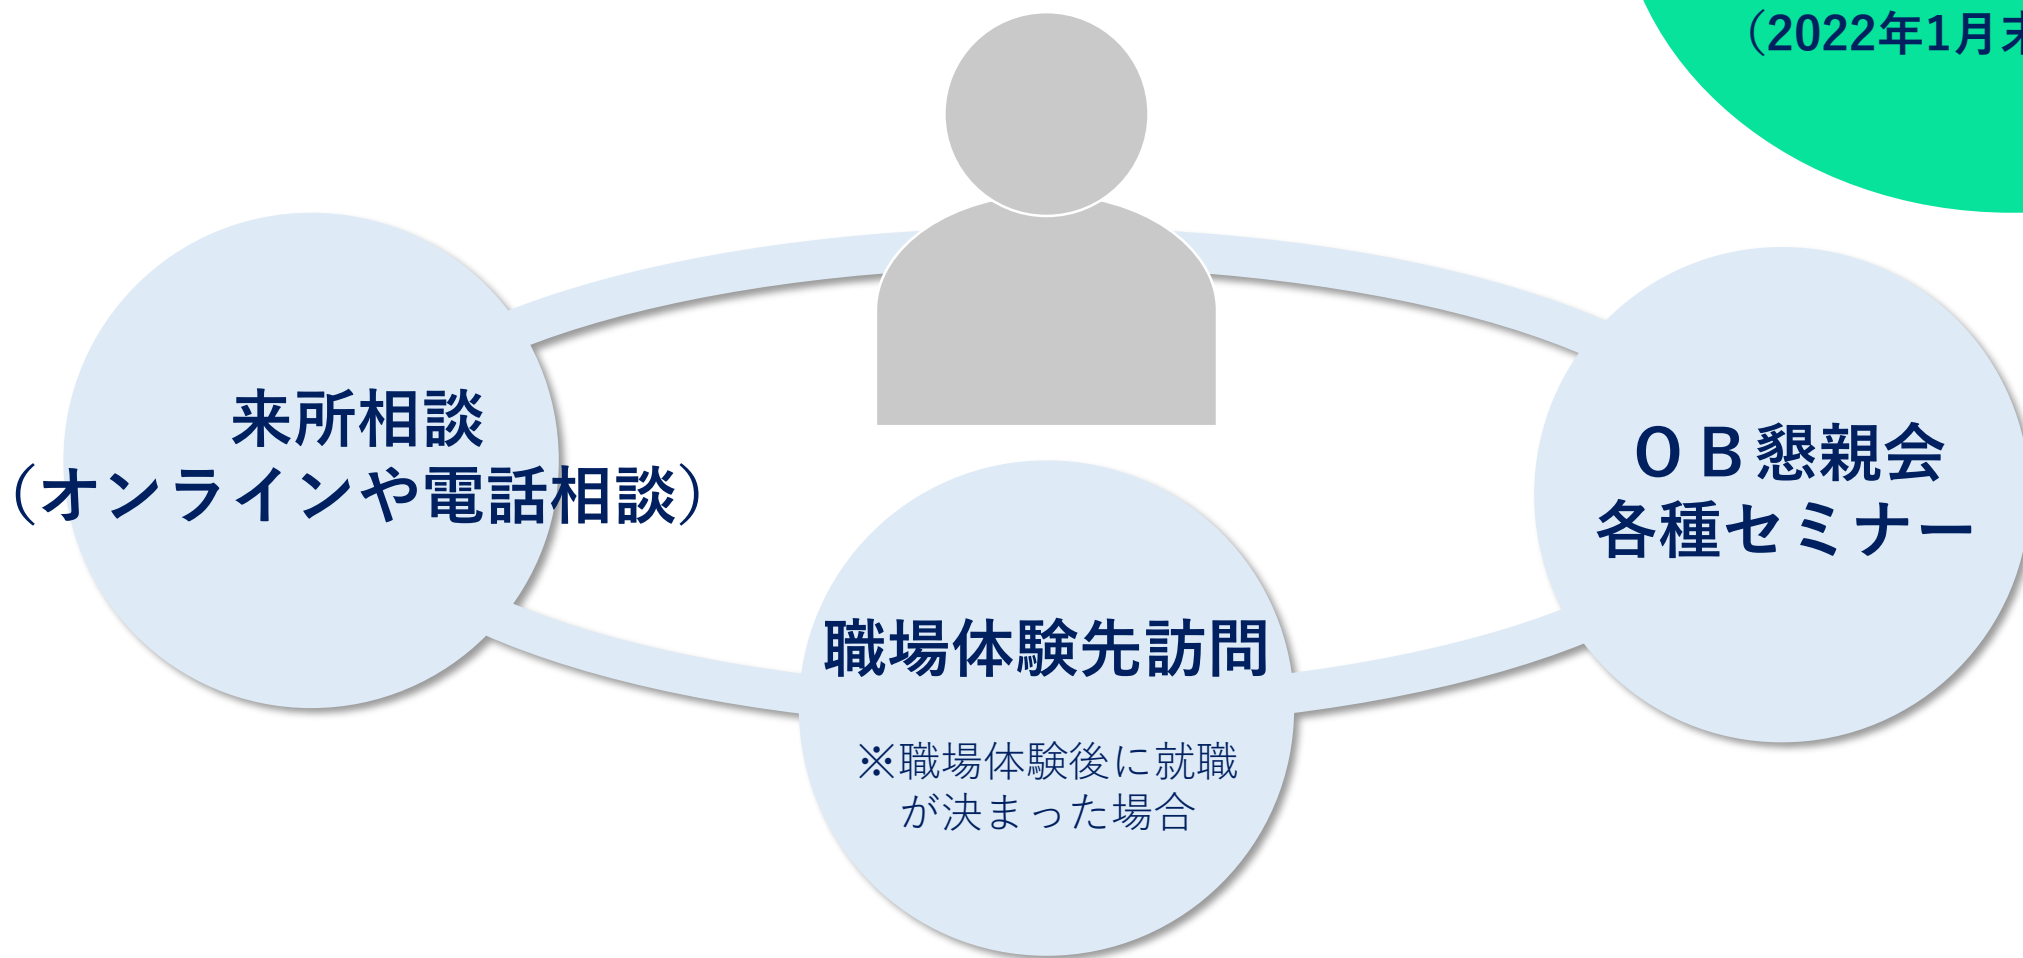 （2022年1月末
来所相談
（オンラインや電話相談）
ＯＢ懇親会
各種セミナー
職場体験先訪問
※職場体験後に就職
が決まった場合